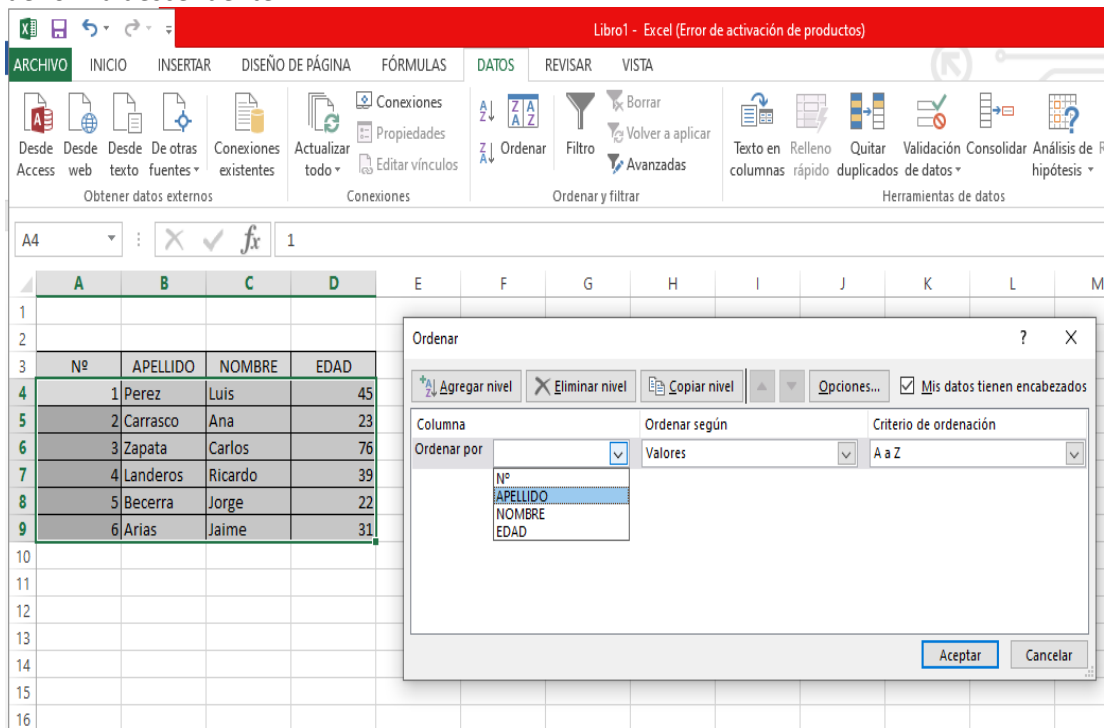 Libro1 - Excel (Error de activación de productos)
ARCHIVO INICIO INSERTAR DISEÑO DE PÁGINA FÓRMULAS DATOS REVISAR VISTA
Desde Access
Desde web
Desde texto
De otras fuentes
Conexiones existentes
Obtener datos externos
Actualizar todo
Conexiones
Propiedades
Editar vínculos
Conexiones
Ordenar
Filtro
Borrar
Volver a aplicar
Avanzadas
Ordenar y filtrar
Texto en columnas
Relleno rápido
Quitar duplicados
Validación de datos
Consolidar
Análisis de hipótesis
Herramientas de datos
A4 fx 1
A B C D E F G H I J K L M
1
2
3 Nº APELLIDO NOMBRE EDAD
4 1 Perez Luis 45
5 2 Carrasco Ana 23
6 3 Zapata Carlos 76
7 4 Landeros Ricardo 39
8 5 Becerra Jorge 22
9 6 Arias Jaime 31
10
11
12
13
14
15
16
Ordenar ? X
Agregar nivel Eliminar nivel Copiar nivel Opciones... Mis datos tienen encabezados
Columna Ordenar según Criterio de ordenación
Ordenar por Valores A a Z
Nº
APELLIDO
NOMBRE
EDAD
Aceptar Cancelar